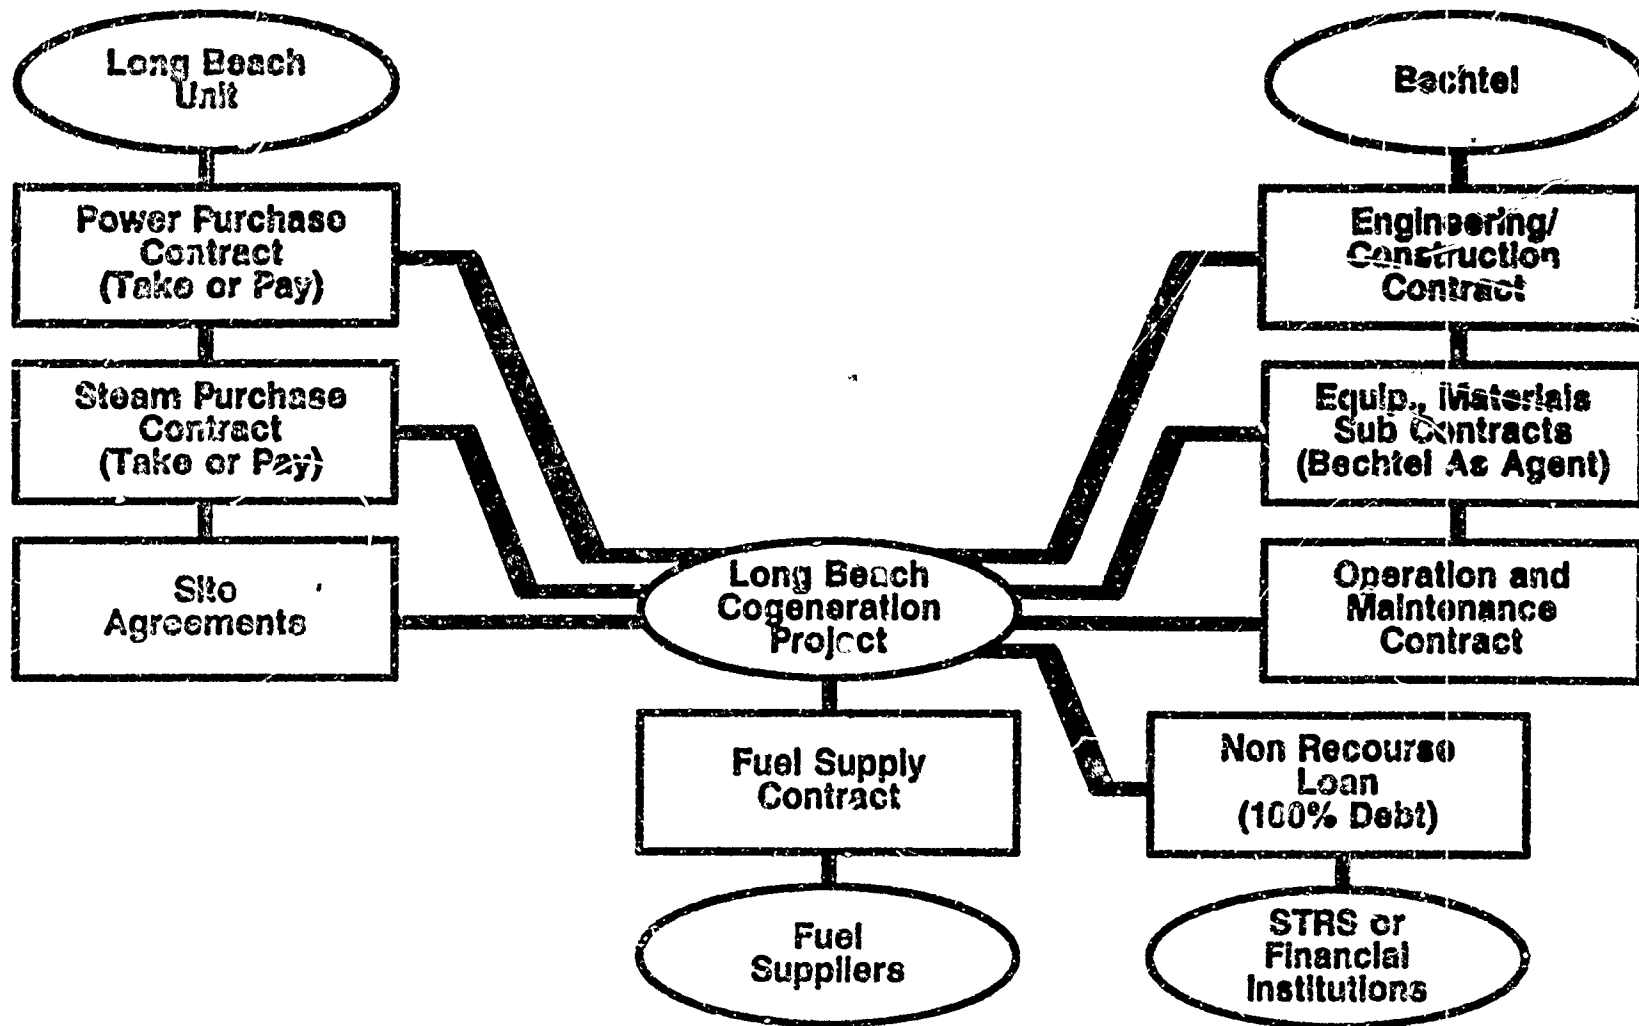 Long Beach
Unit
Bechtel
Power Purchase
Contract
(Take or Pay)
Engineering/
Construction
Contract
Steam Purchase
Contract
(Take or Pay)
Equip., Materials
Sub Contracts
(Bechtel As Agent)
Site
Agreements
Long Beach
Cogeneration
Project
Operation and
Maintenance
Contract
Fuel Supply
Contract
Non Recourse
Loan
(100% Debt)
Fuel
Suppliers
STRS or
Financial
Institutions